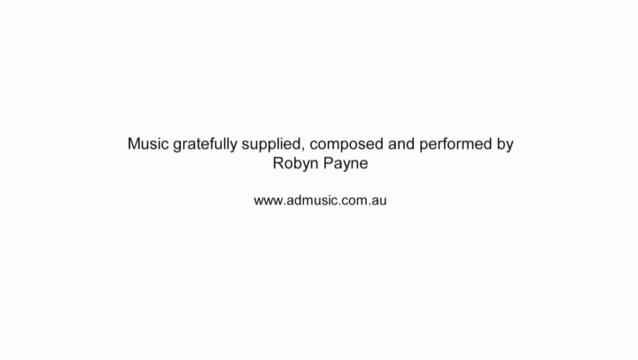 Music gratefully supplied, composed and performed by
Robyn Payne
www.admusic.com.au